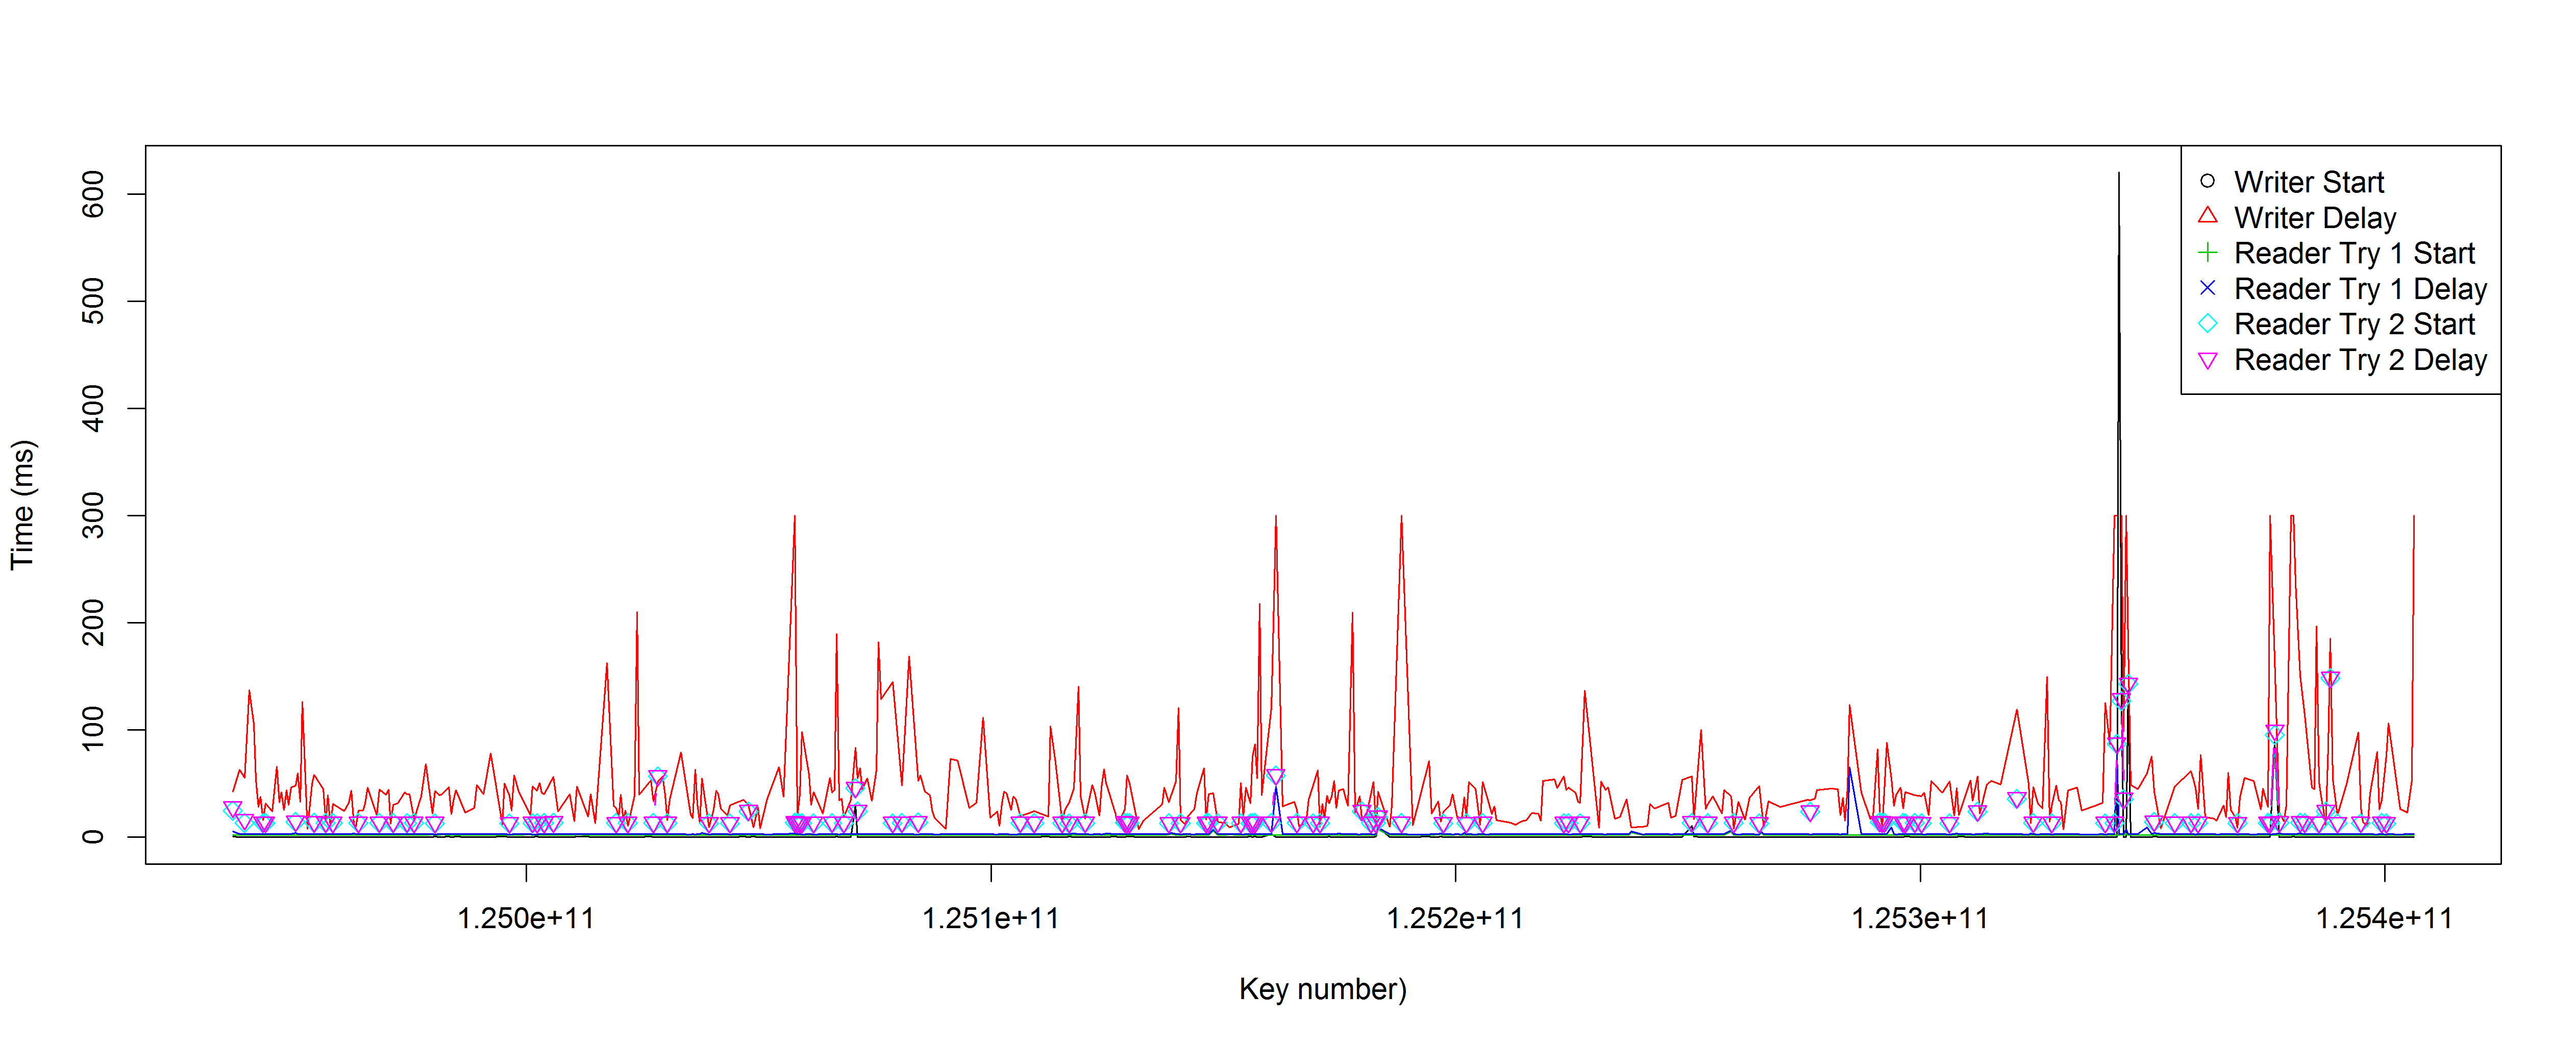 Writer Start
Writer Delay
Reader Try 1 Start
Reader Try 1 Delay
Reader Try 2 Start
Reader Try 2 Delay
600
500
400
300
200
100
0
Time (ms)
1.250e+11 1.251e+11 1.252e+11 1.253e+11 1.254e+11
Key number)